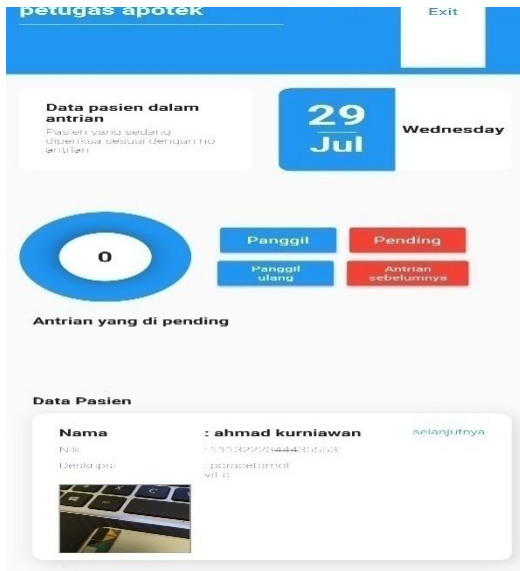 petugas apotek
Exit
Data pasien dalam
antrian
Pasien yang sedang
diperiksa sesuai dengan no
antrian
29
Jul
Wednesday
0
Panggil
Pending
Panggil
ulang
Antrian
sebelumnya
Antrian yang di pending
Data Pasien
Nama : ahmad kurniawan
selanjutnya
Nik
Deskripsi : paracetamol
vit c